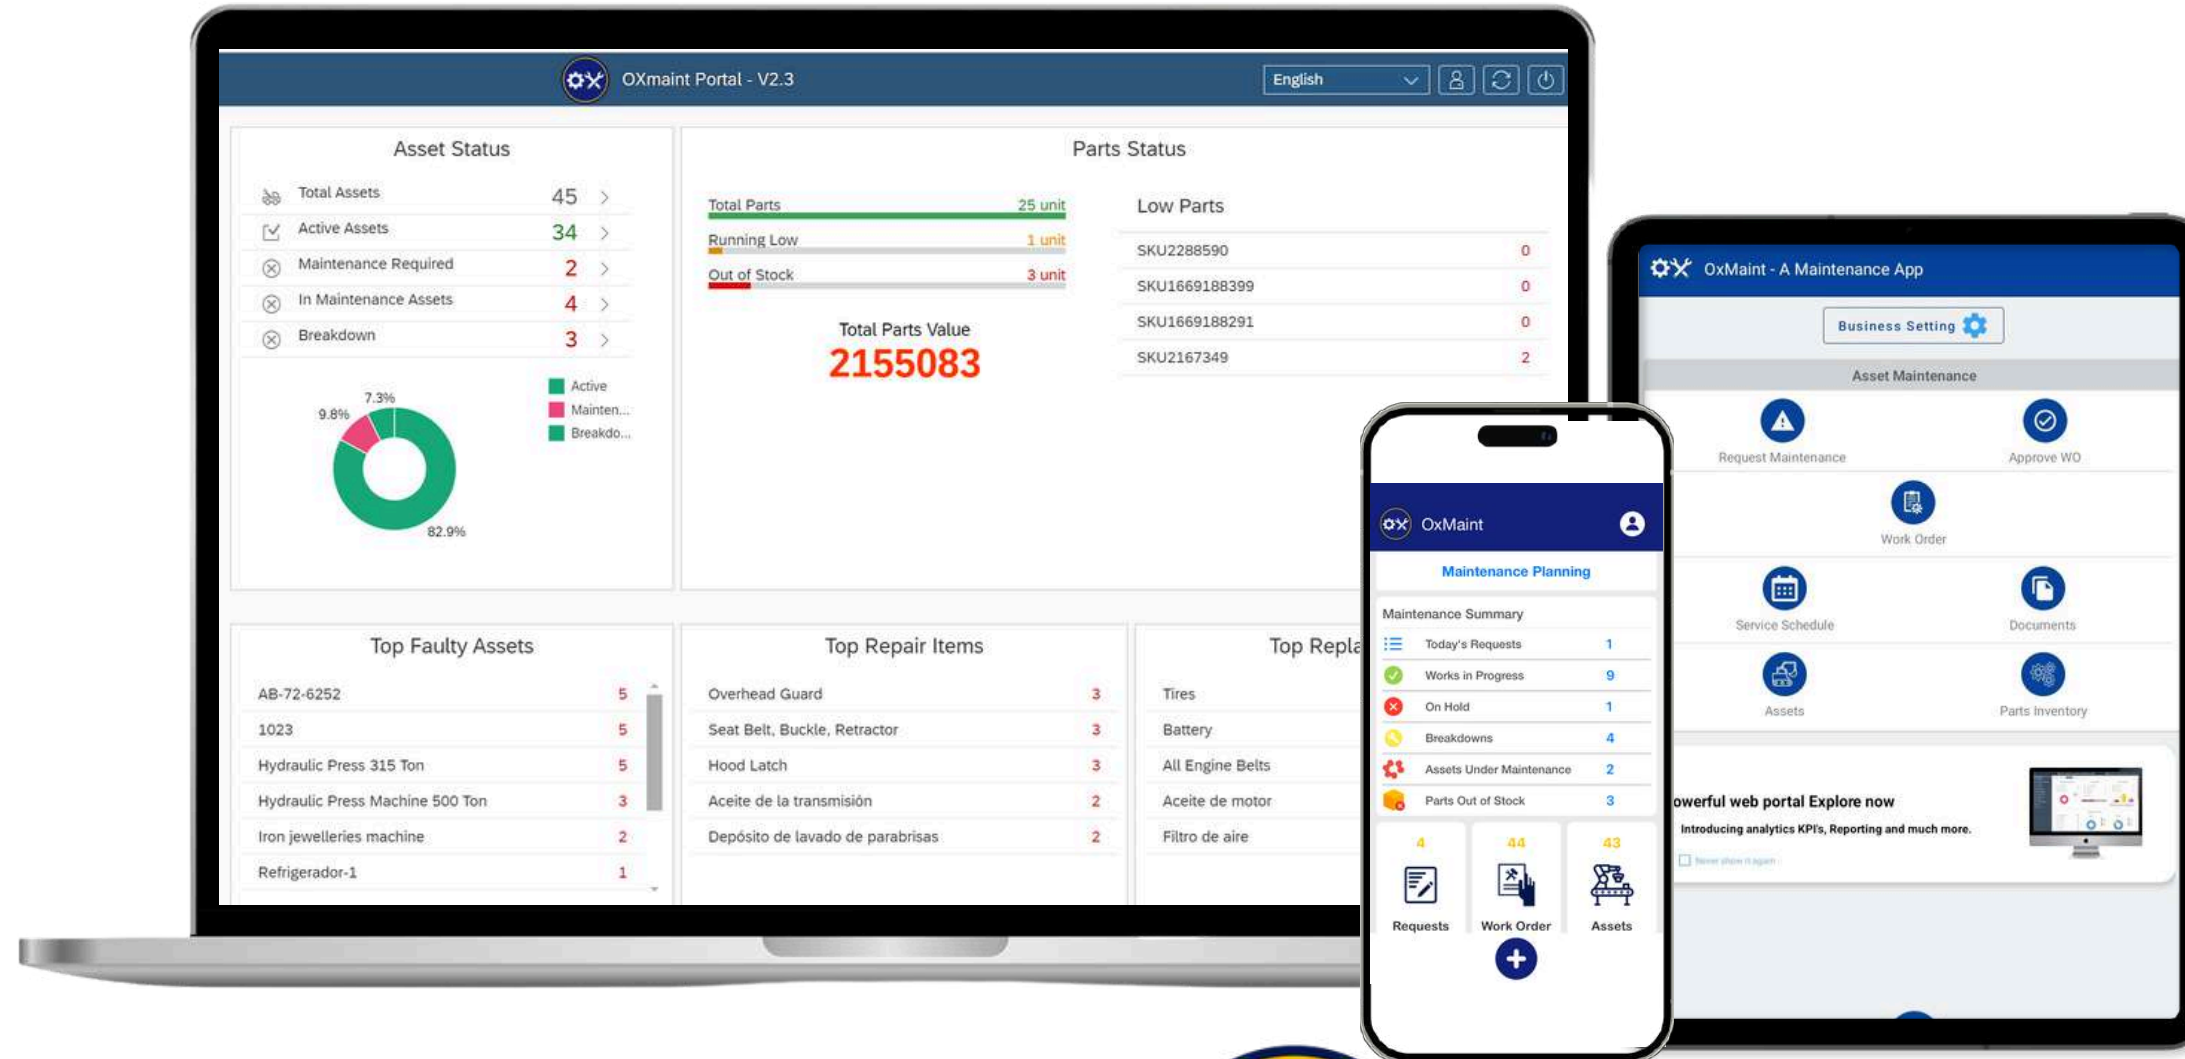 OXmaint Portal - V2.3
English
Asset Status
Total Assets 45
Active Assets 34
Maintenance Required 2
In Maintenance Assets 4
Breakdown 3
Active
Mainten...
Breakdo...
7.3%
9.8%
82.9%
Parts Status
Total Parts 25 unit
Running Low 1 unit
Out of Stock 3 unit
Total Parts Value
2155083
Low Parts
SKU2288590 0
SKU1669188399 0
SKU1669188291 0
SKU2167349 2
Top Faulty Assets
AB-72-6252 5
1023 5
Hydraulic Press 315 Ton 5
Hydraulic Press Machine 500 Ton 3
Iron jewelleries machine 2
Refrigerador-1 1
Top Repair Items
Overhead Guard 3
Seat Belt, Buckle, Retractor 3
Hood Latch 3
Aceite de la transmisión 2
Depósito de lavado de parabrisas 2
Top Repla
Tires
Battery
All Engine Belts
Aceite de motor
Filtro de aire
OxMaint
Maintenance Planning
Maintenance Summary
Today's Requests 1
Works in Progress 9
On Hold 1
Breakdowns 4
Assets Under Maintenance 2
Parts Out of Stock 3
4 44 43
Requests Work Order Assets
OxMaint - A Maintenance App
Business Setting
Asset Maintenance
Request Maintenance Approve WO
Work Order
Service Schedule Documents
Assets Parts Inventory
owerful web portal Explore now
Introducing analytics KPI's, Reporting and much more.
Never show it again